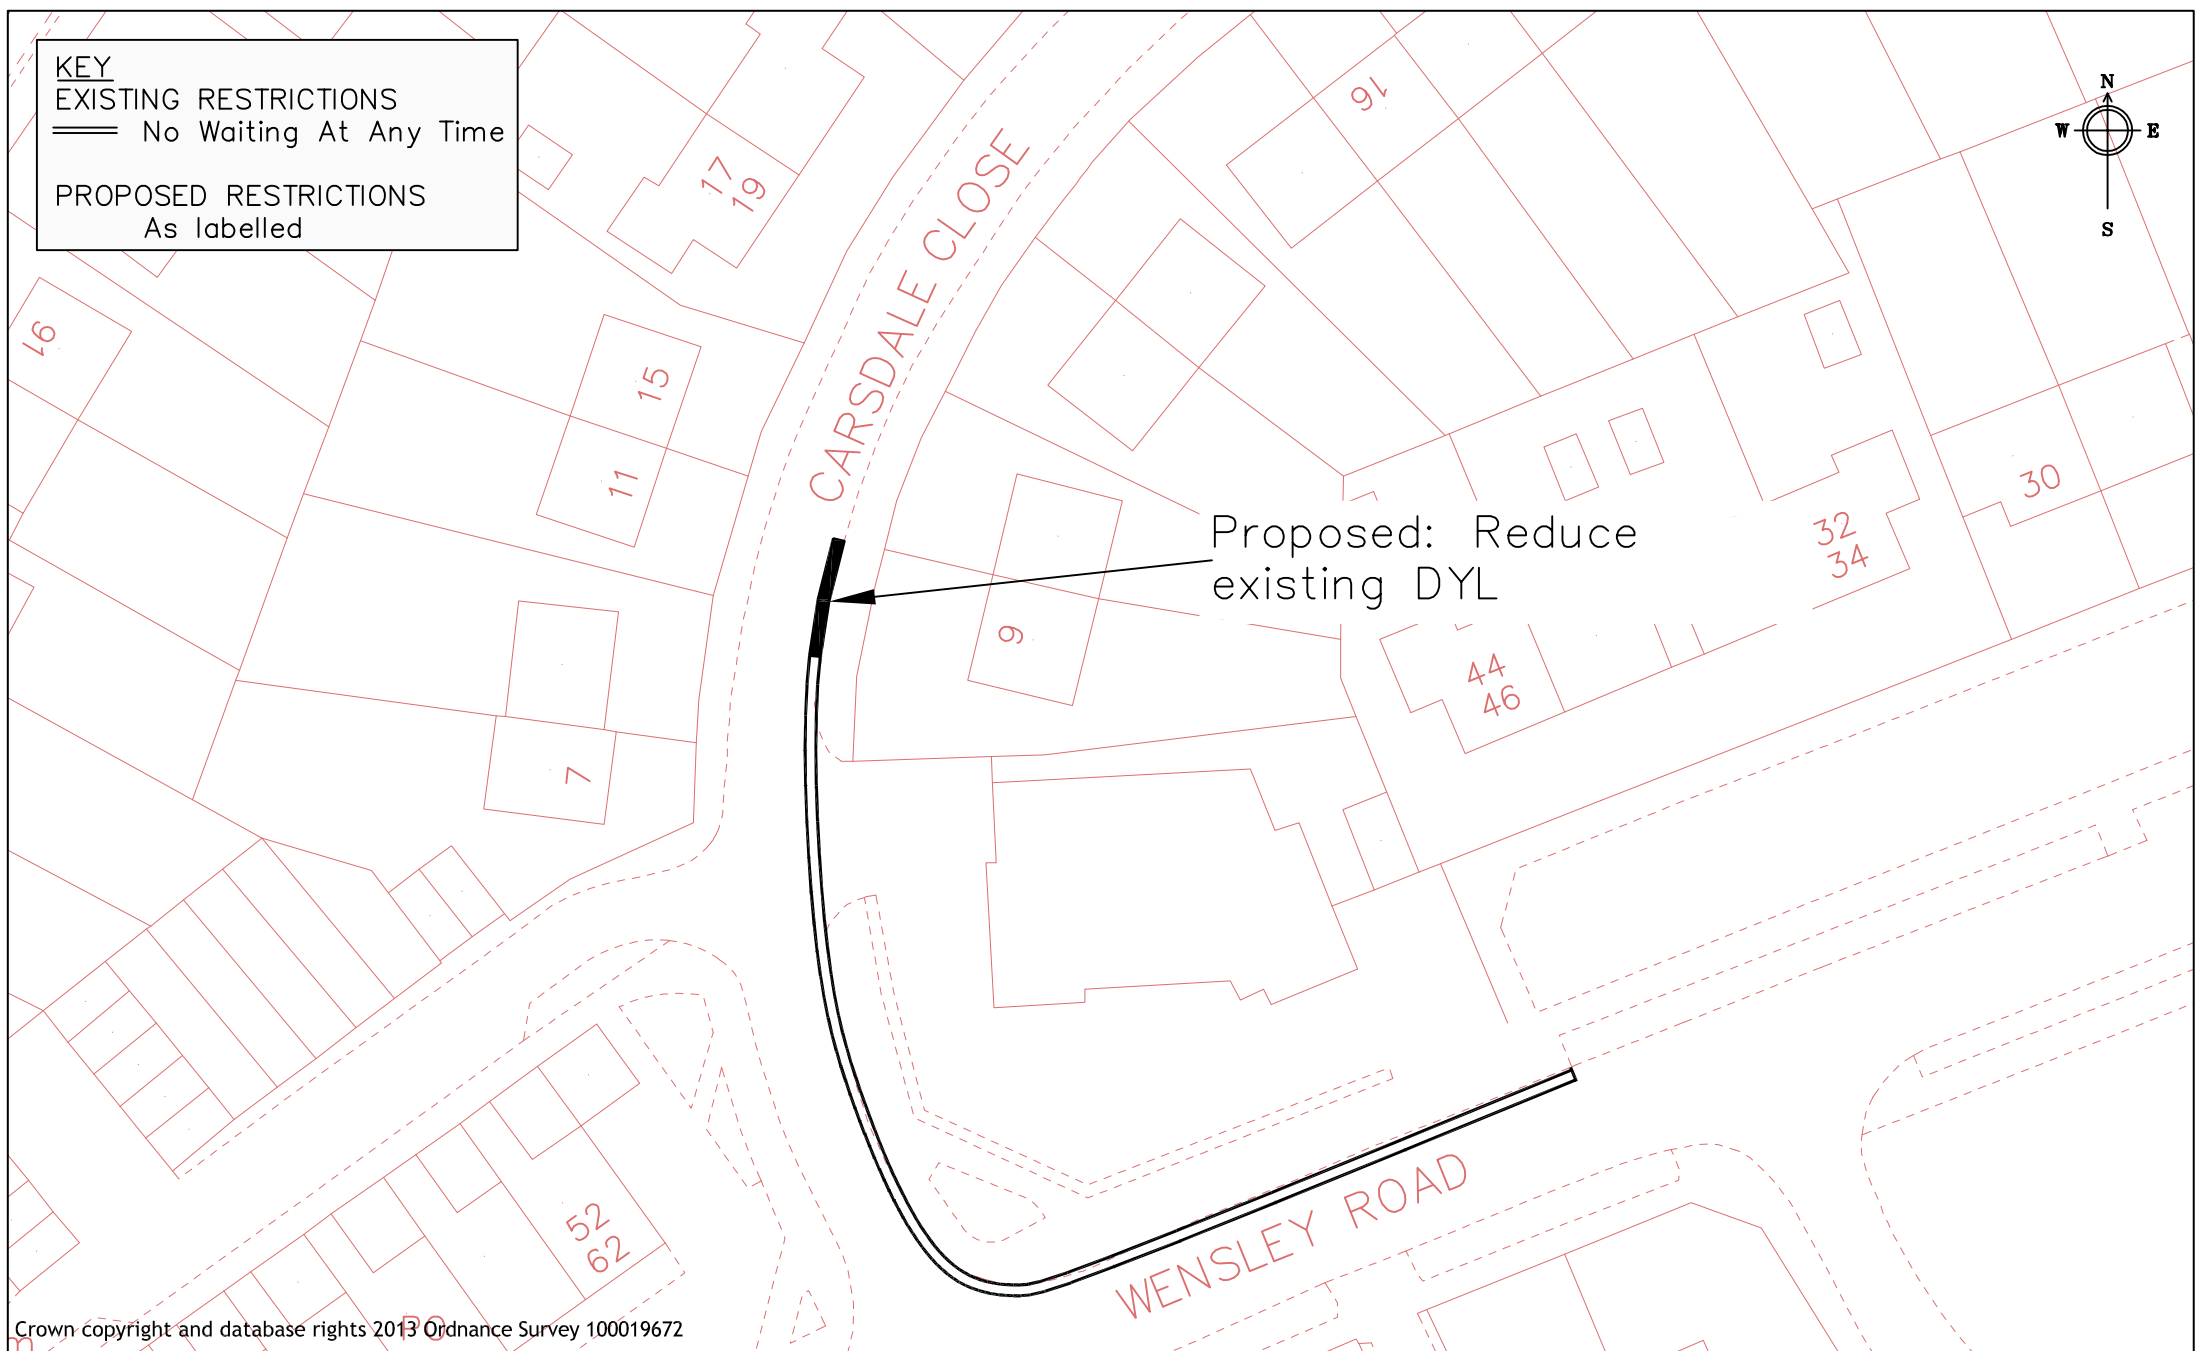 KEY
EXISTING RESTRICTIONS
No Waiting At Any Time
PROPOSED RESTRICTIONS
As labelled
N
W E
S
16
17
19
CARSDALE CLOSE
16
15
11
30
32
34
Proposed: Reduce
existing DYL
9
44
46
7
WENSLEY ROAD
52
62
PO
Crown copyright and database rights 2013 Ordnance Survey 100019672